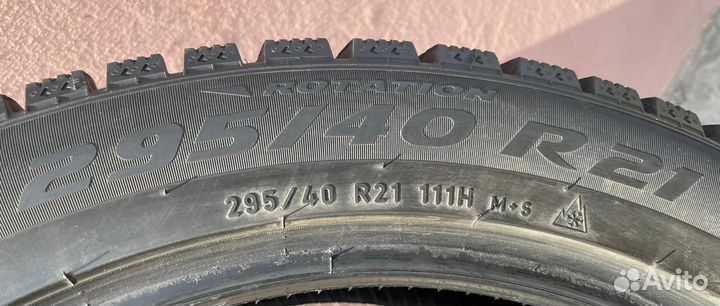 ROTATION
295/40 R21
295/40 R21 111H M+S
Avito